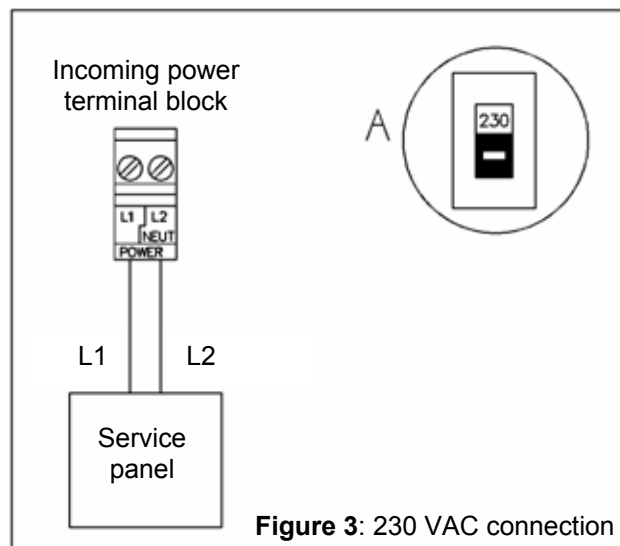 Incoming power
terminal block
L1 L2
NEUT
POWER
L1 L2
Service
panel
A
230
Figure 3: 230 VAC connection